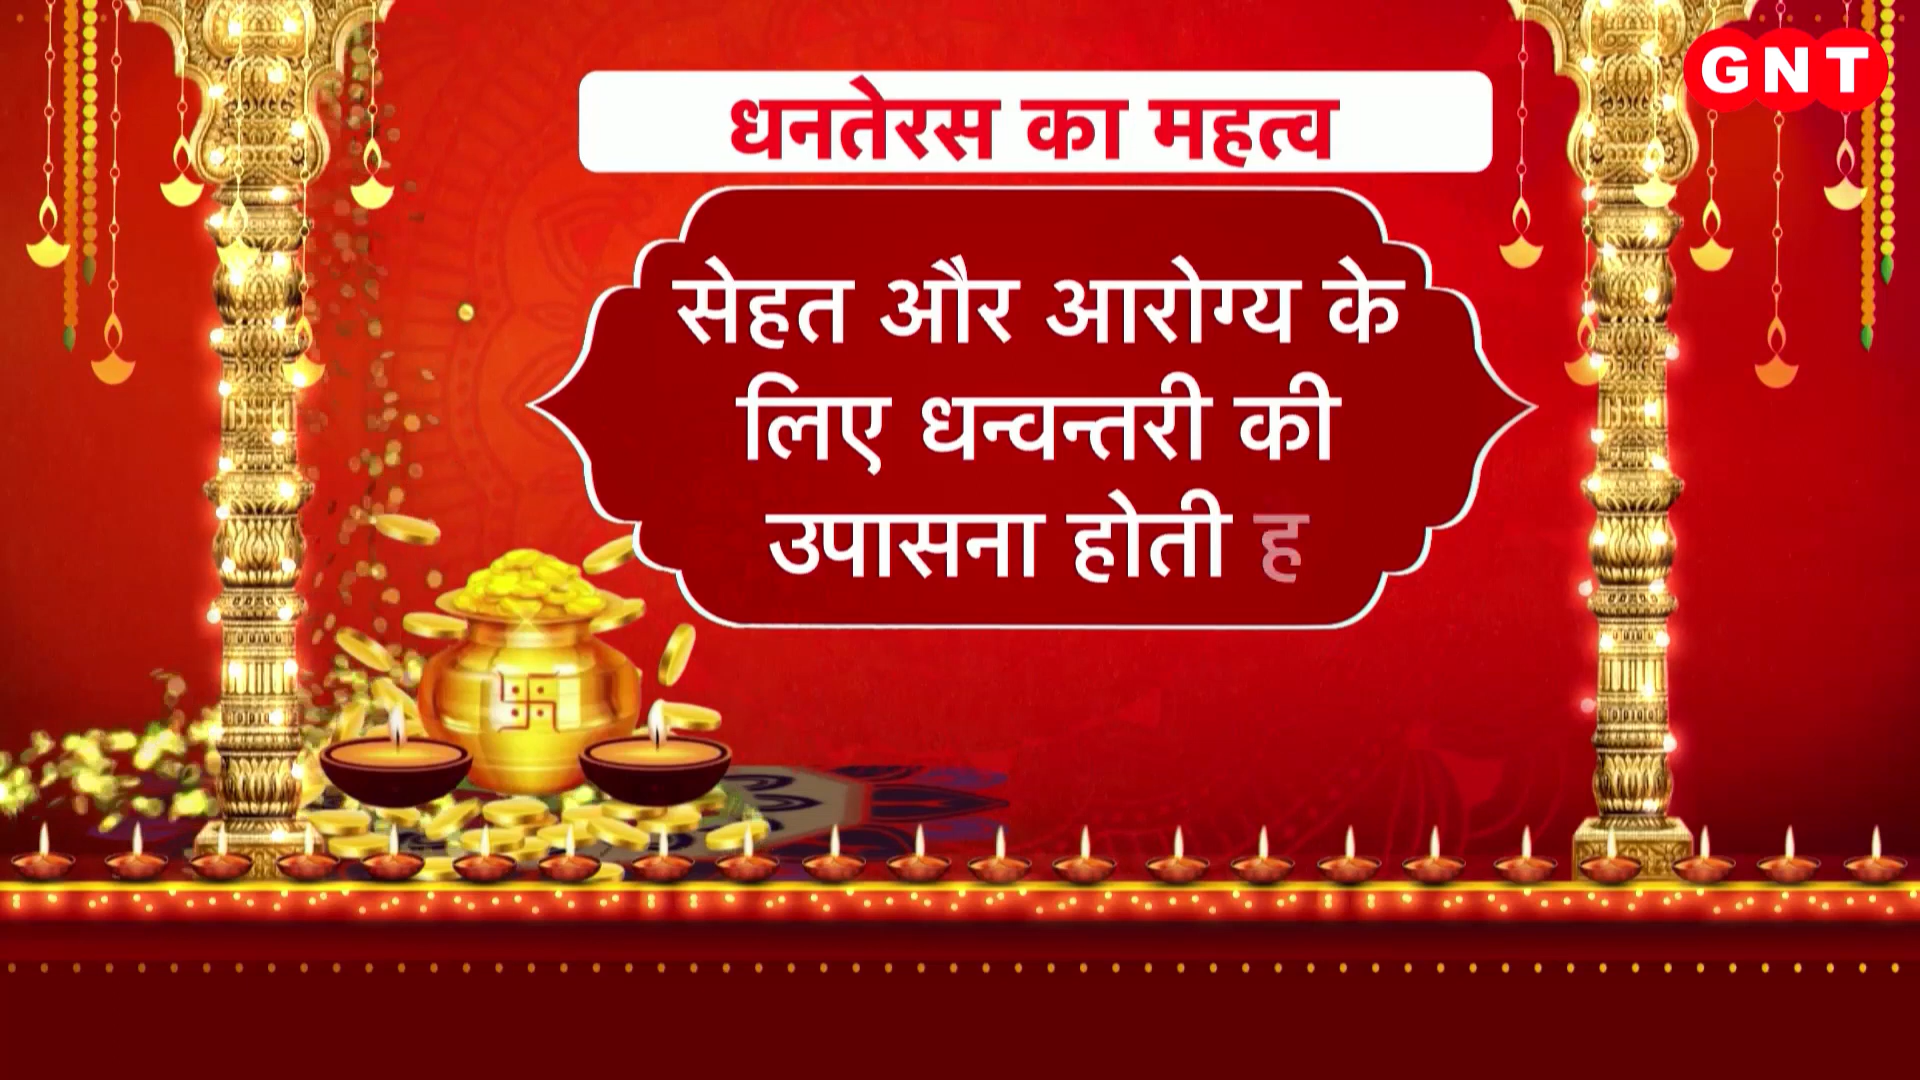 GNT
धनतेरस का महत्व
सेहत और आरोग्य के
लिए धन्वन्तरी की
उपासना होती ह